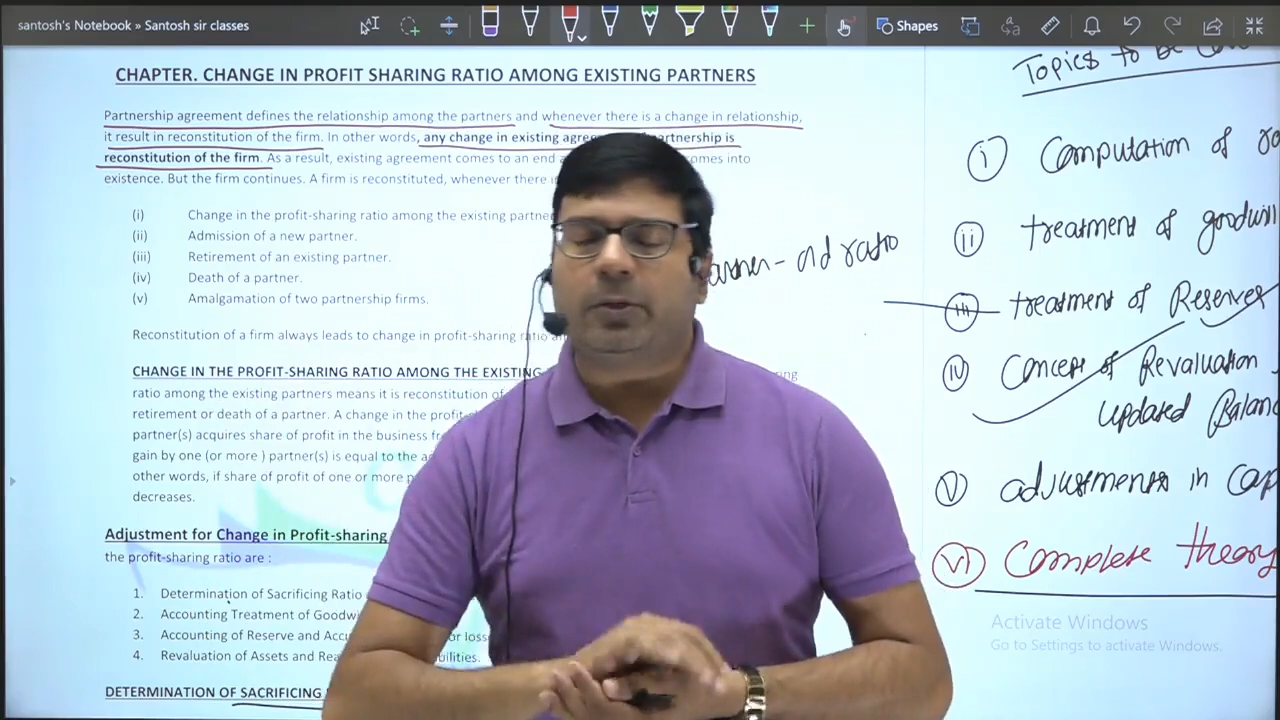 santosh's Notebook » Santosh sir classes
Shapes
CHAPTER. CHANGE IN PROFIT SHARING RATIO AMONG EXISTING PARTNERS
Partnership agreement defines the relationship among the partners and whenever there is a change in relationship,
it result in reconstitution of the firm. In other words, any change in existing partnership is
reconstitution of the firm. As a result, existing agreement comes to an end into
existence. But the firm continues. A firm is reconstituted, whenever there
(i) Change in the profit-sharing ratio among the existing
(ii) Admission of a new partner.
(iii) Retirement of an existing partner.
(iv) Death of a partner.
(v) Amalgamation of two partnership firms.
Reconstitution of a firm always leads to change in profit-sharing
CHANGE IN THE PROFIT-SHARING RATIO AMONG THE EXISTING
ratio among the existing partners means it is reconstitution of
retirement or death of a partner. A change in the
partner(s) acquires share of profit in the business
gain by one (or more ) partner(s) is equal to the
other words, if share of profit of one or more
decreases.
Adjustment for Change in Profit-sharing
the profit-sharing ratio are :
1. Determination of Sacrificing Ratio
2. Accounting Treatment of
3. Accounting of Reserve and or
4. Revaluation of Assets and
DETERMINATION OF SACRIFICING
- old ratio
Topics to be
(i) Computation of
(ii) treatment of
(iii) treatment of Reserves
(iv) Concept of Revaluation
updated
(v) adjustments in
(vi) Complete theory
Activate Windows
Go to Settings to activate Windows.